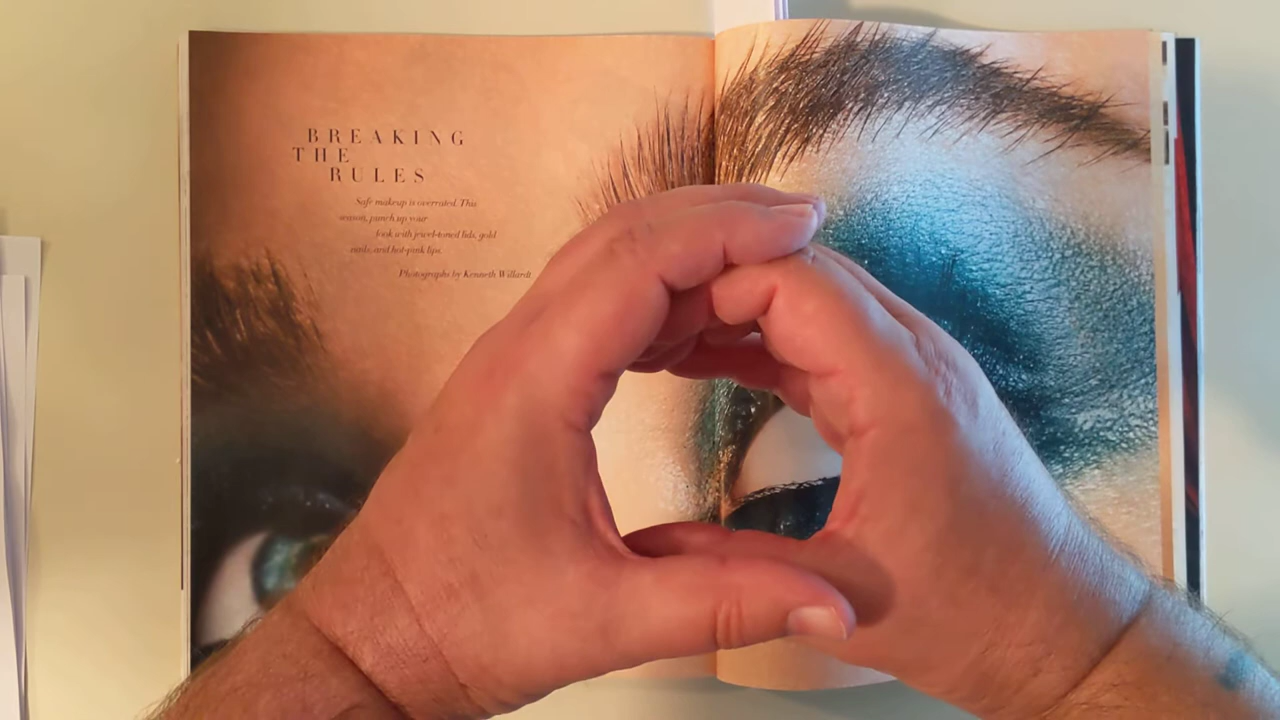 BREAKING
THE
RULES
Safe makeup is overrated. This
season, punch up your
look with jewel-toned lids, gold
nails, and hot-pink lips.
Photographs by Kenneth Willardt